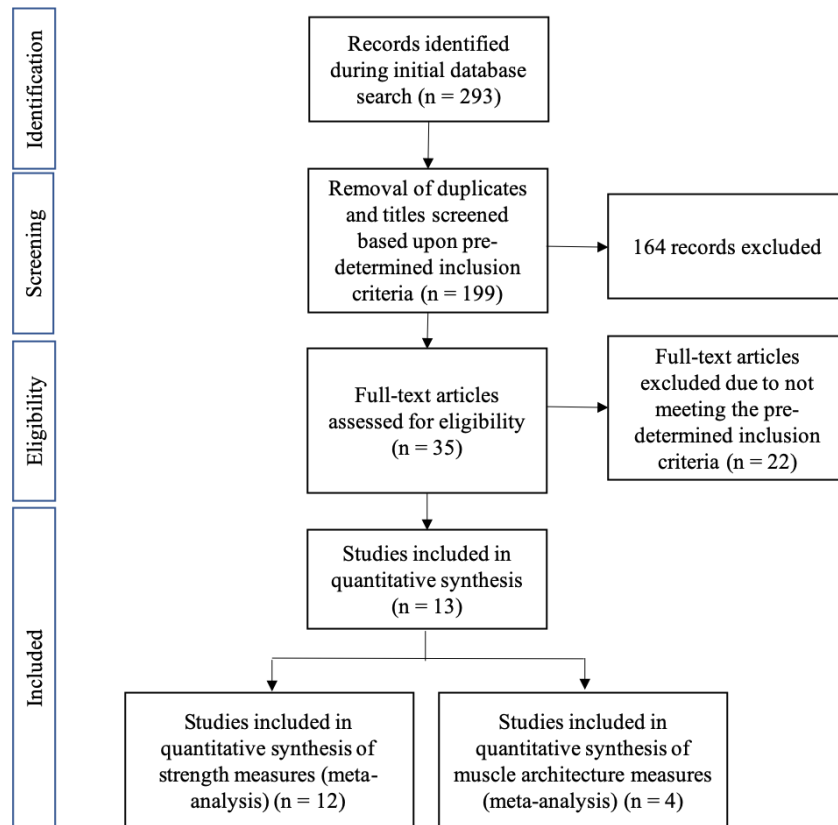 Identification
Records identified
during initial database
search (n = 293)
Screening
Removal of duplicates
and titles screened
based upon pre-
determined inclusion
criteria (n = 199)
164 records excluded
Eligibility
Full-text articles
assessed for eligibility
(n = 35)
Full-text articles
excluded due to not
meeting the pre-
determined inclusion
criteria (n = 22)
Included
Studies included in
quantitative synthesis
(n = 13)
Studies included in
quantitative synthesis of
strength measures (meta-
analysis) (n = 12)
Studies included in
quantitative synthesis of
muscle architecture measures
(meta-analysis) (n = 4)